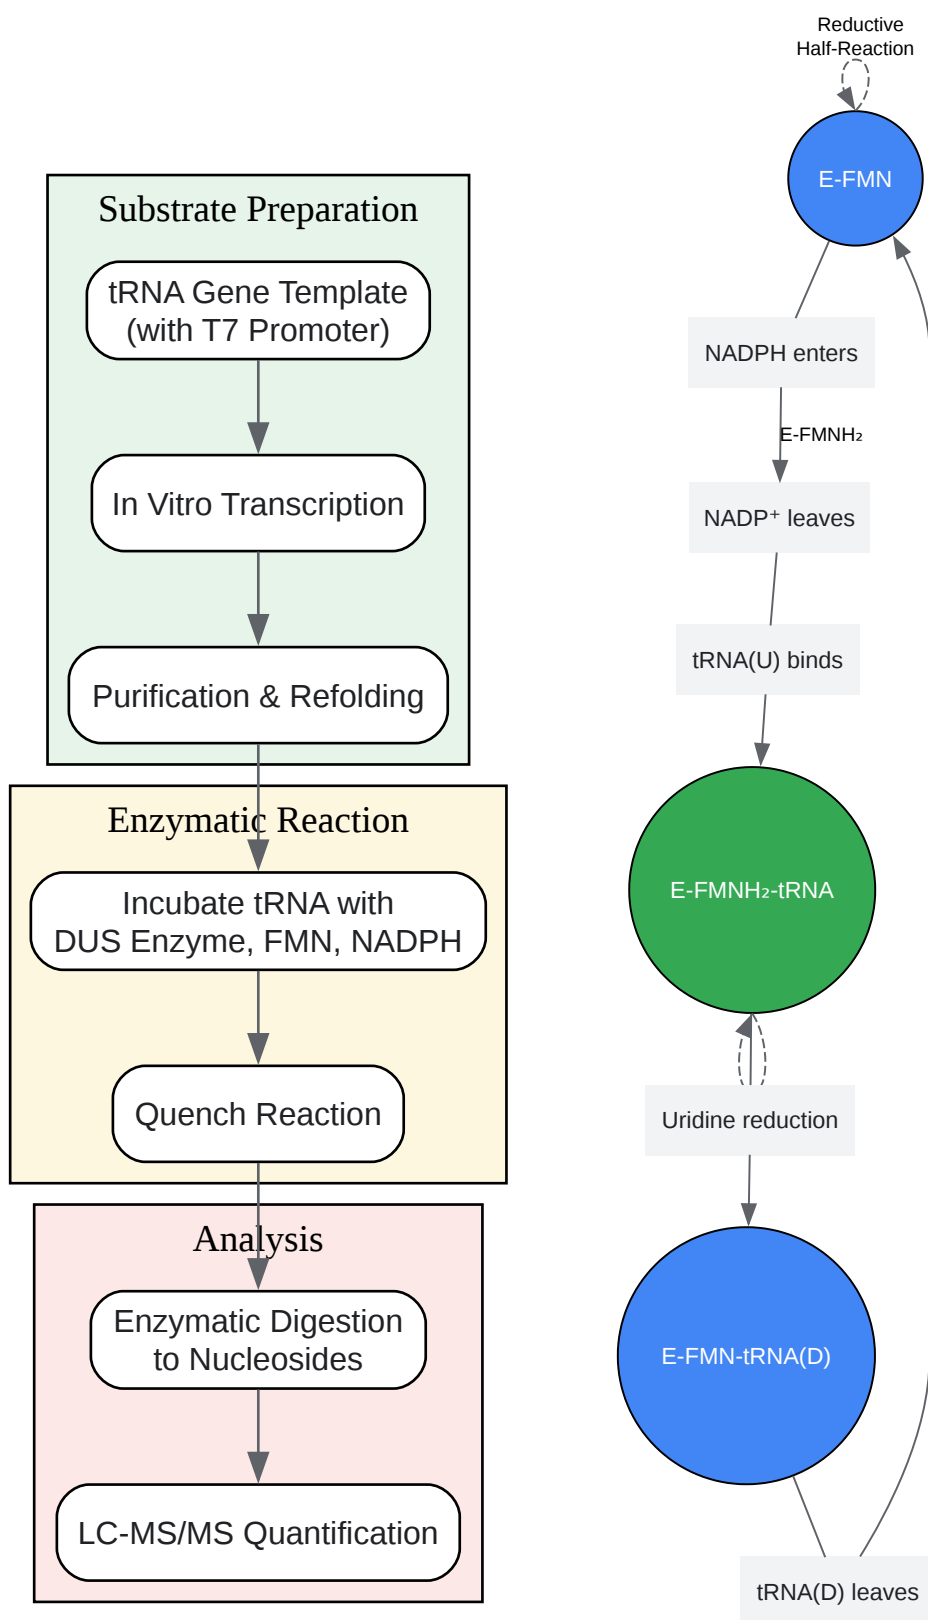 Substrate Preparation
tRNA Gene Template
(with T7 Promoter)
In Vitro Transcription
Purification & Refolding
Enzymatic Reaction
Incubate tRNA with
DUS Enzyme, FMN, NADPH
Quench Reaction
Analysis
Enzymatic Digestion
to Nucleosides
LC-MS/MS Quantification
Reductive
Half-Reaction
E-FMN
NADPH enters
E-FMNH₂
NADP⁺ leaves
tRNA(U) binds
E-FMNH₂-tRNA
Uridine reduction
E-FMN-tRNA(D)
tRNA(D) leaves